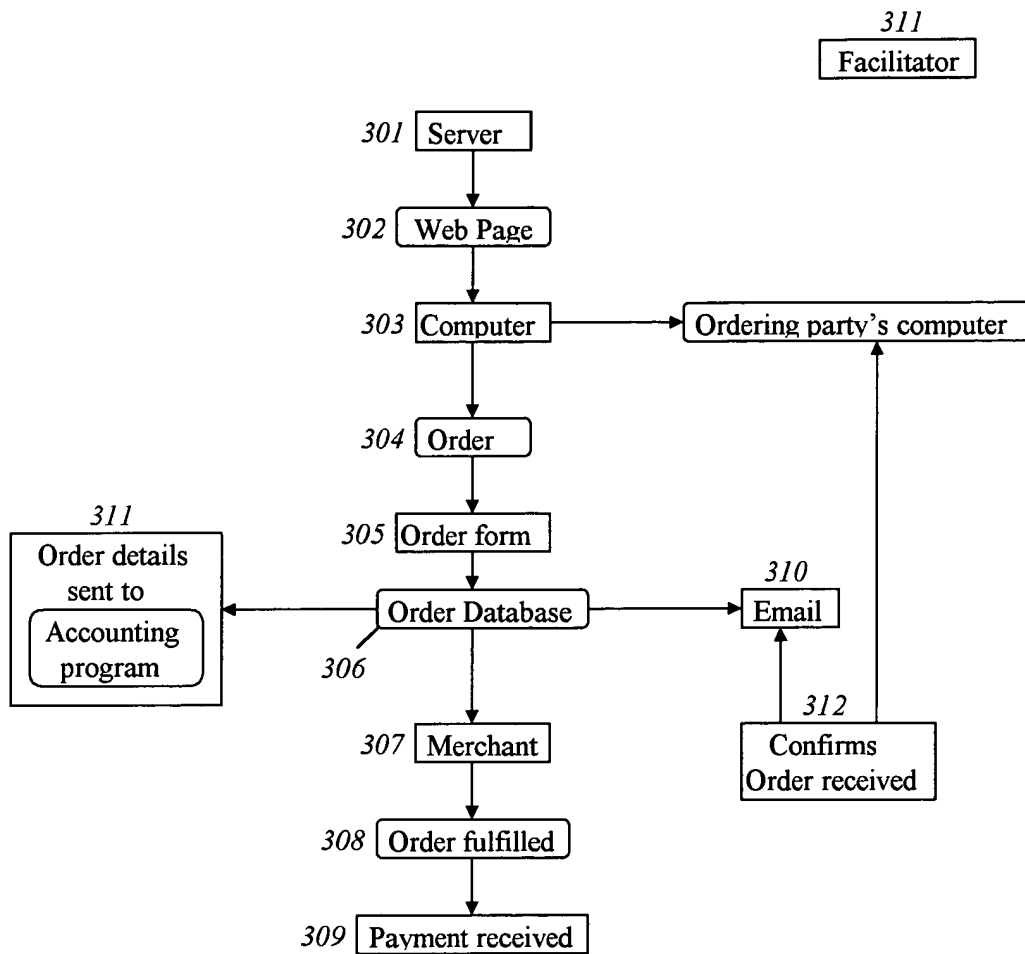 311
Facilitator
301 Server
302 Web Page
303 Computer
Ordering party's computer
304 Order
305 Order form
311
Order details
sent to
Accounting
program
310
Email
Order Database
306
312
Confirms
Order received
307 Merchant
308 Order fulfilled
309 Payment received